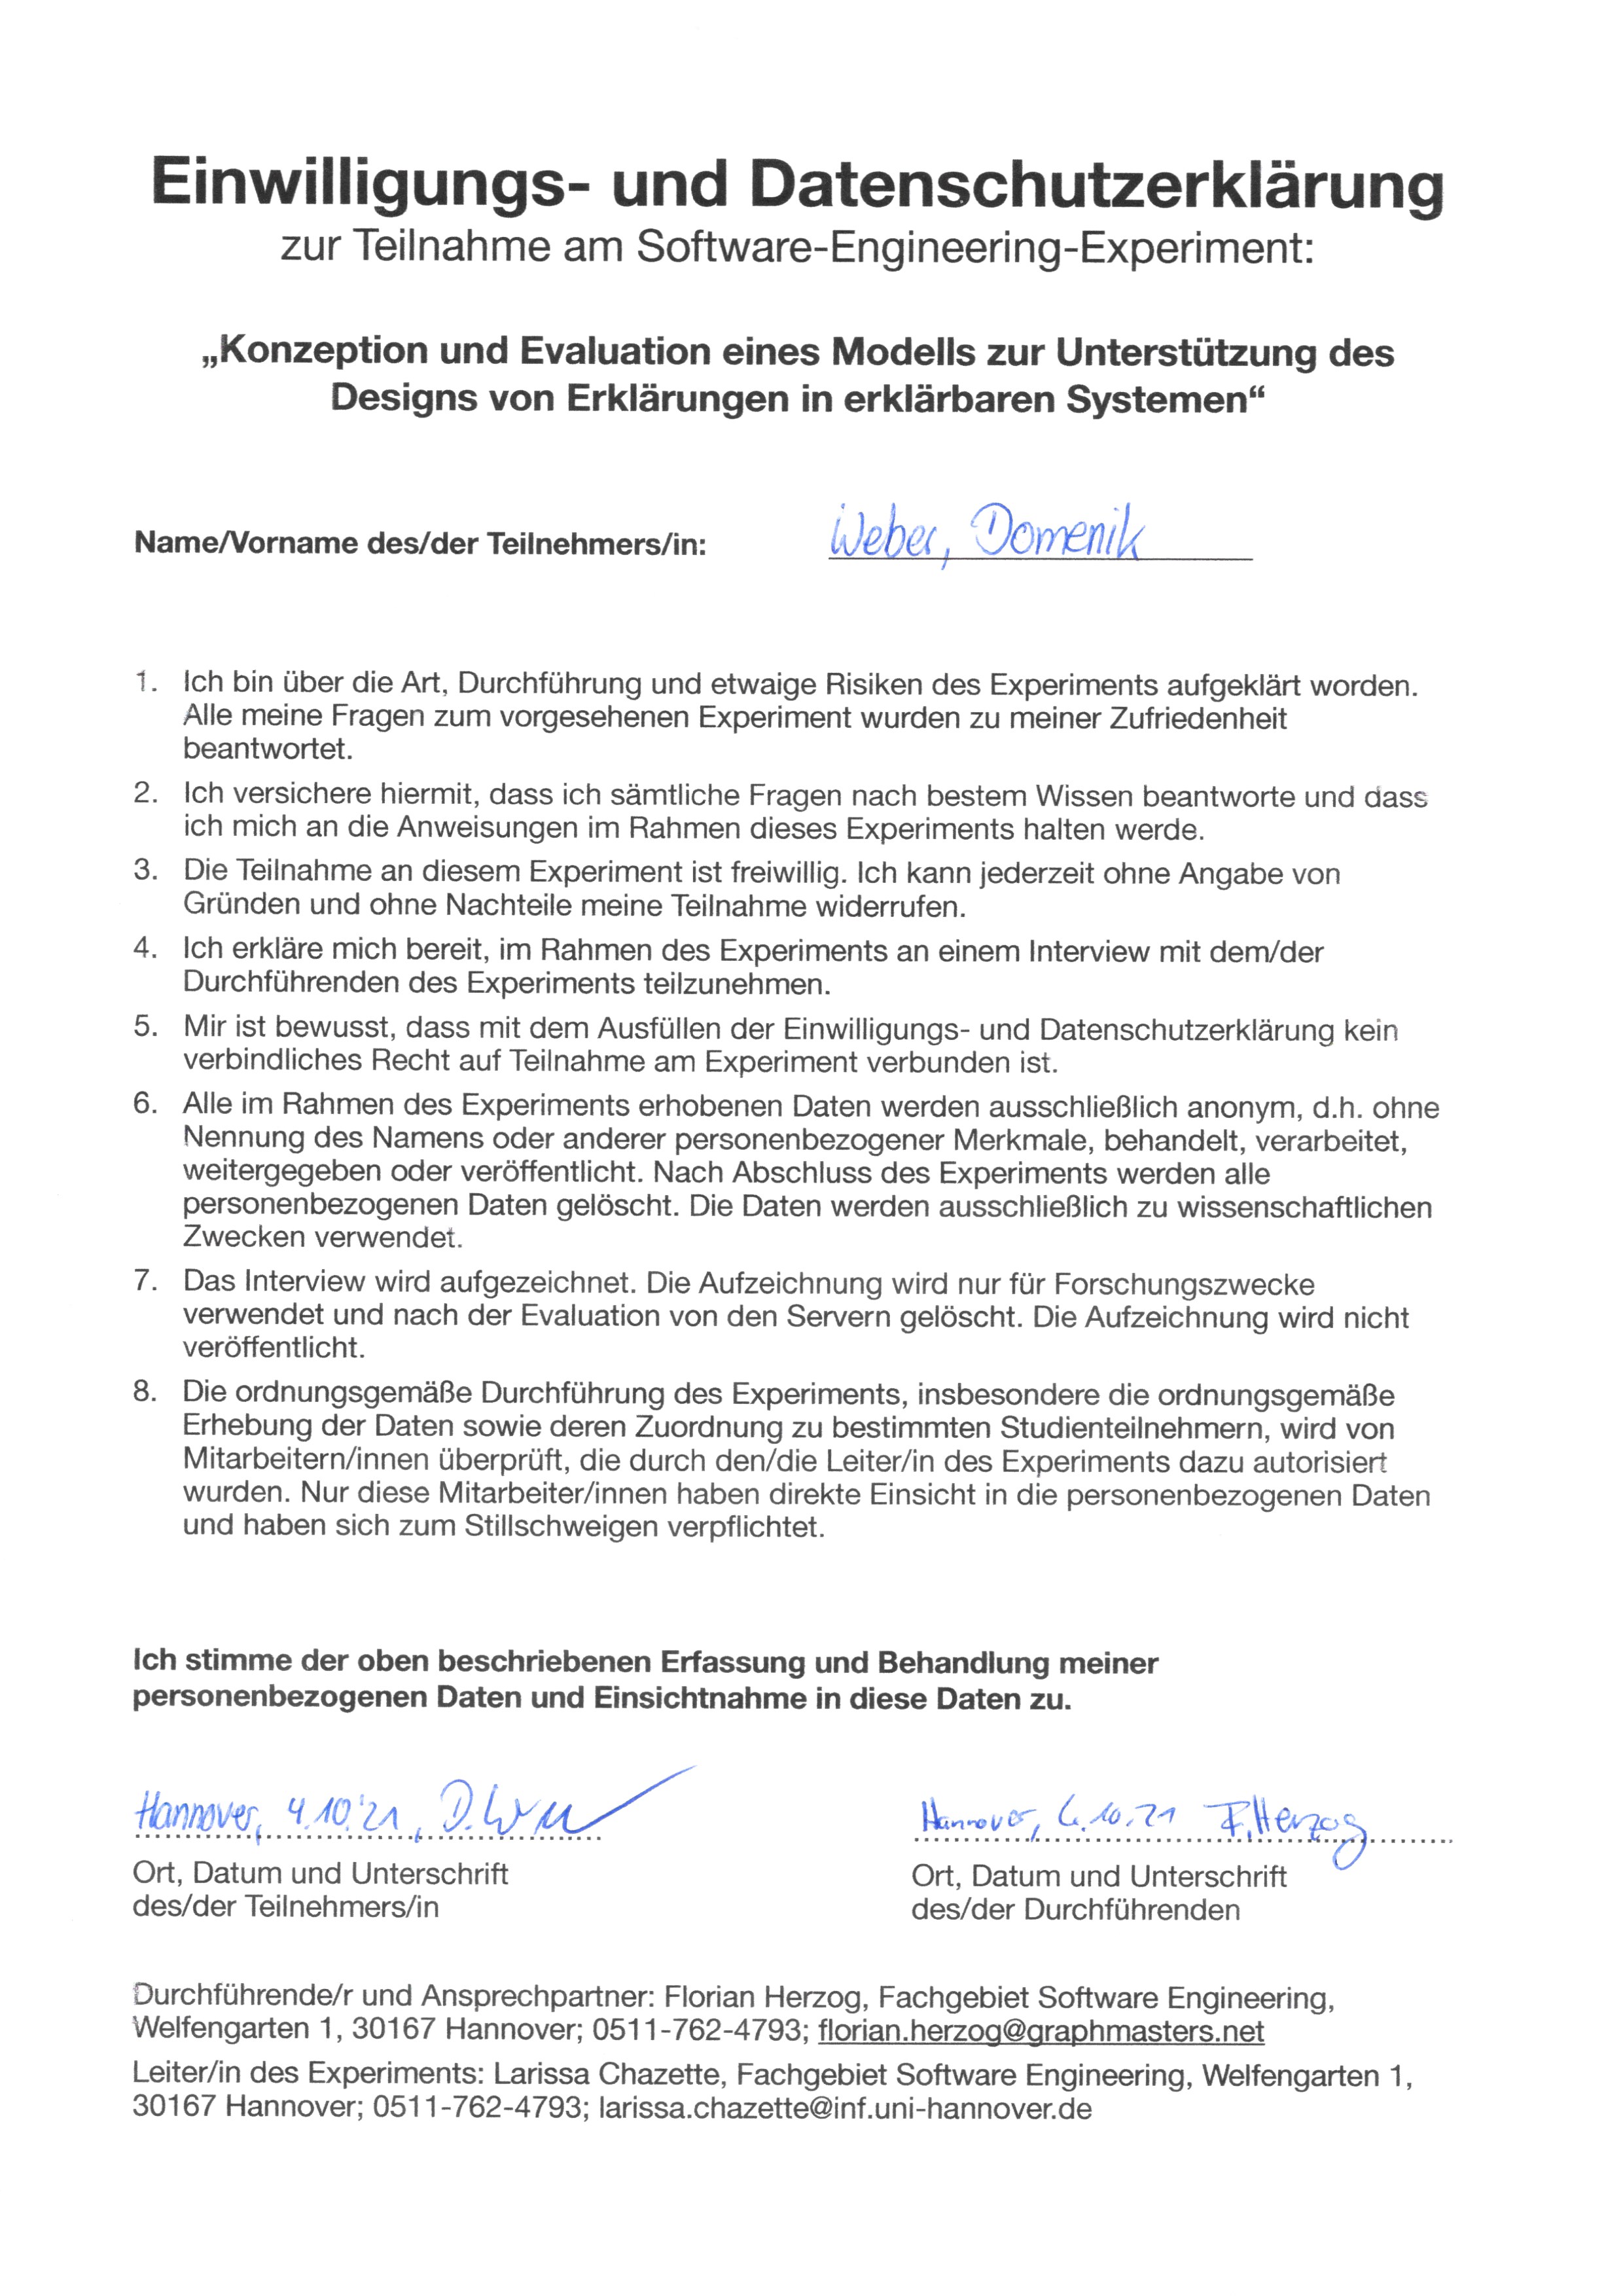 Einwilligungs- und Datenschutzerklärung
zur Teilnahme am Software-Engineering-Experiment:
„Konzeption und Evaluation eines Modells zur Unterstützung des
Designs von Erklärungen in erklärbaren Systemen“
Name/Vorname des/der Teilnehmers/in: Weber, Domenik
1. Ich bin über die Art, Durchführung und etwaige Risiken des Experiments aufgeklärt worden.
Alle meine Fragen zum vorgesehenen Experiment wurden zu meiner Zufriedenheit
beantwortet.
2. Ich versichere hiermit, dass ich sämtliche Fragen nach bestem Wissen beantworte und dass
ich mich an die Anweisungen im Rahmen dieses Experiments halten werde.
3. Die Teilnahme an diesem Experiment ist freiwillig. Ich kann jederzeit ohne Angabe von
Gründen und ohne Nachteile meine Teilnahme widerrufen.
4. Ich erkläre mich bereit, im Rahmen des Experiments an einem Interview mit dem/der
Durchführenden des Experiments teilzunehmen.
5. Mir ist bewusst, dass mit dem Ausfüllen der Einwilligungs- und Datenschutzerklärung kein
verbindliches Recht auf Teilnahme am Experiment verbunden ist.
6. Alle im Rahmen des Experiments erhobenen Daten werden ausschließlich anonym, d.h. ohne
Nennung des Namens oder anderer personenbezogener Merkmale, behandelt, verarbeitet,
weitergegeben oder veröffentlicht. Nach Abschluss des Experiments werden alle
personenbezogenen Daten gelöscht. Die Daten werden ausschließlich zu wissenschaftlichen
Zwecken verwendet.
7. Das Interview wird aufgezeichnet. Die Aufzeichnung wird nur für Forschungszwecke
verwendet und nach der Evaluation von den Servern gelöscht. Die Aufzeichnung wird nicht
veröffentlicht.
8. Die ordnungsgemäße Durchführung des Experiments, insbesondere die ordnungsgemäße
Erhebung der Daten sowie deren Zuordnung zu bestimmten Studienteilnehmern, wird von
Mitarbeitern/innen überprüft, die durch den/die Leiter/in des Experiments dazu autorisiert
wurden. Nur diese Mitarbeiter/innen haben direkte Einsicht in die personenbezogenen Daten
und haben sich zum Stillschweigen verpflichtet.
Ich stimme der oben beschriebenen Erfassung und Behandlung meiner
personenbezogenen Daten und Einsichtnahme in diese Daten zu.
Hannover, 4.10.'21, D.
Ort, Datum und Unterschrift
des/der Teilnehmers/in
Hannover, 4.10.21 F. Herzog
Ort, Datum und Unterschrift
des/der Durchführenden
Durchführende/r und Ansprechpartner: Florian Herzog, Fachgebiet Software Engineering,
Welfengarten 1, 30167 Hannover; 0511-762-4793; florian.herzog@graphmasters.net
Leiter/in des Experiments: Larissa Chazette, Fachgebiet Software Engineering, Welfengarten 1,
30167 Hannover; 0511-762-4793; larissa.chazette@inf.uni-hannover.de